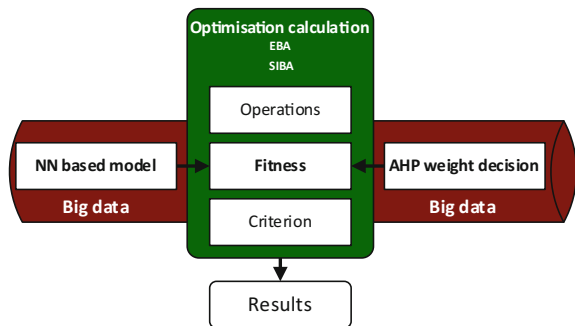 Optimisation calculation
EBA
SIBA
Operations
NN based model
Fitness
AHP weight decision
Big data
Big data
Criterion
Results